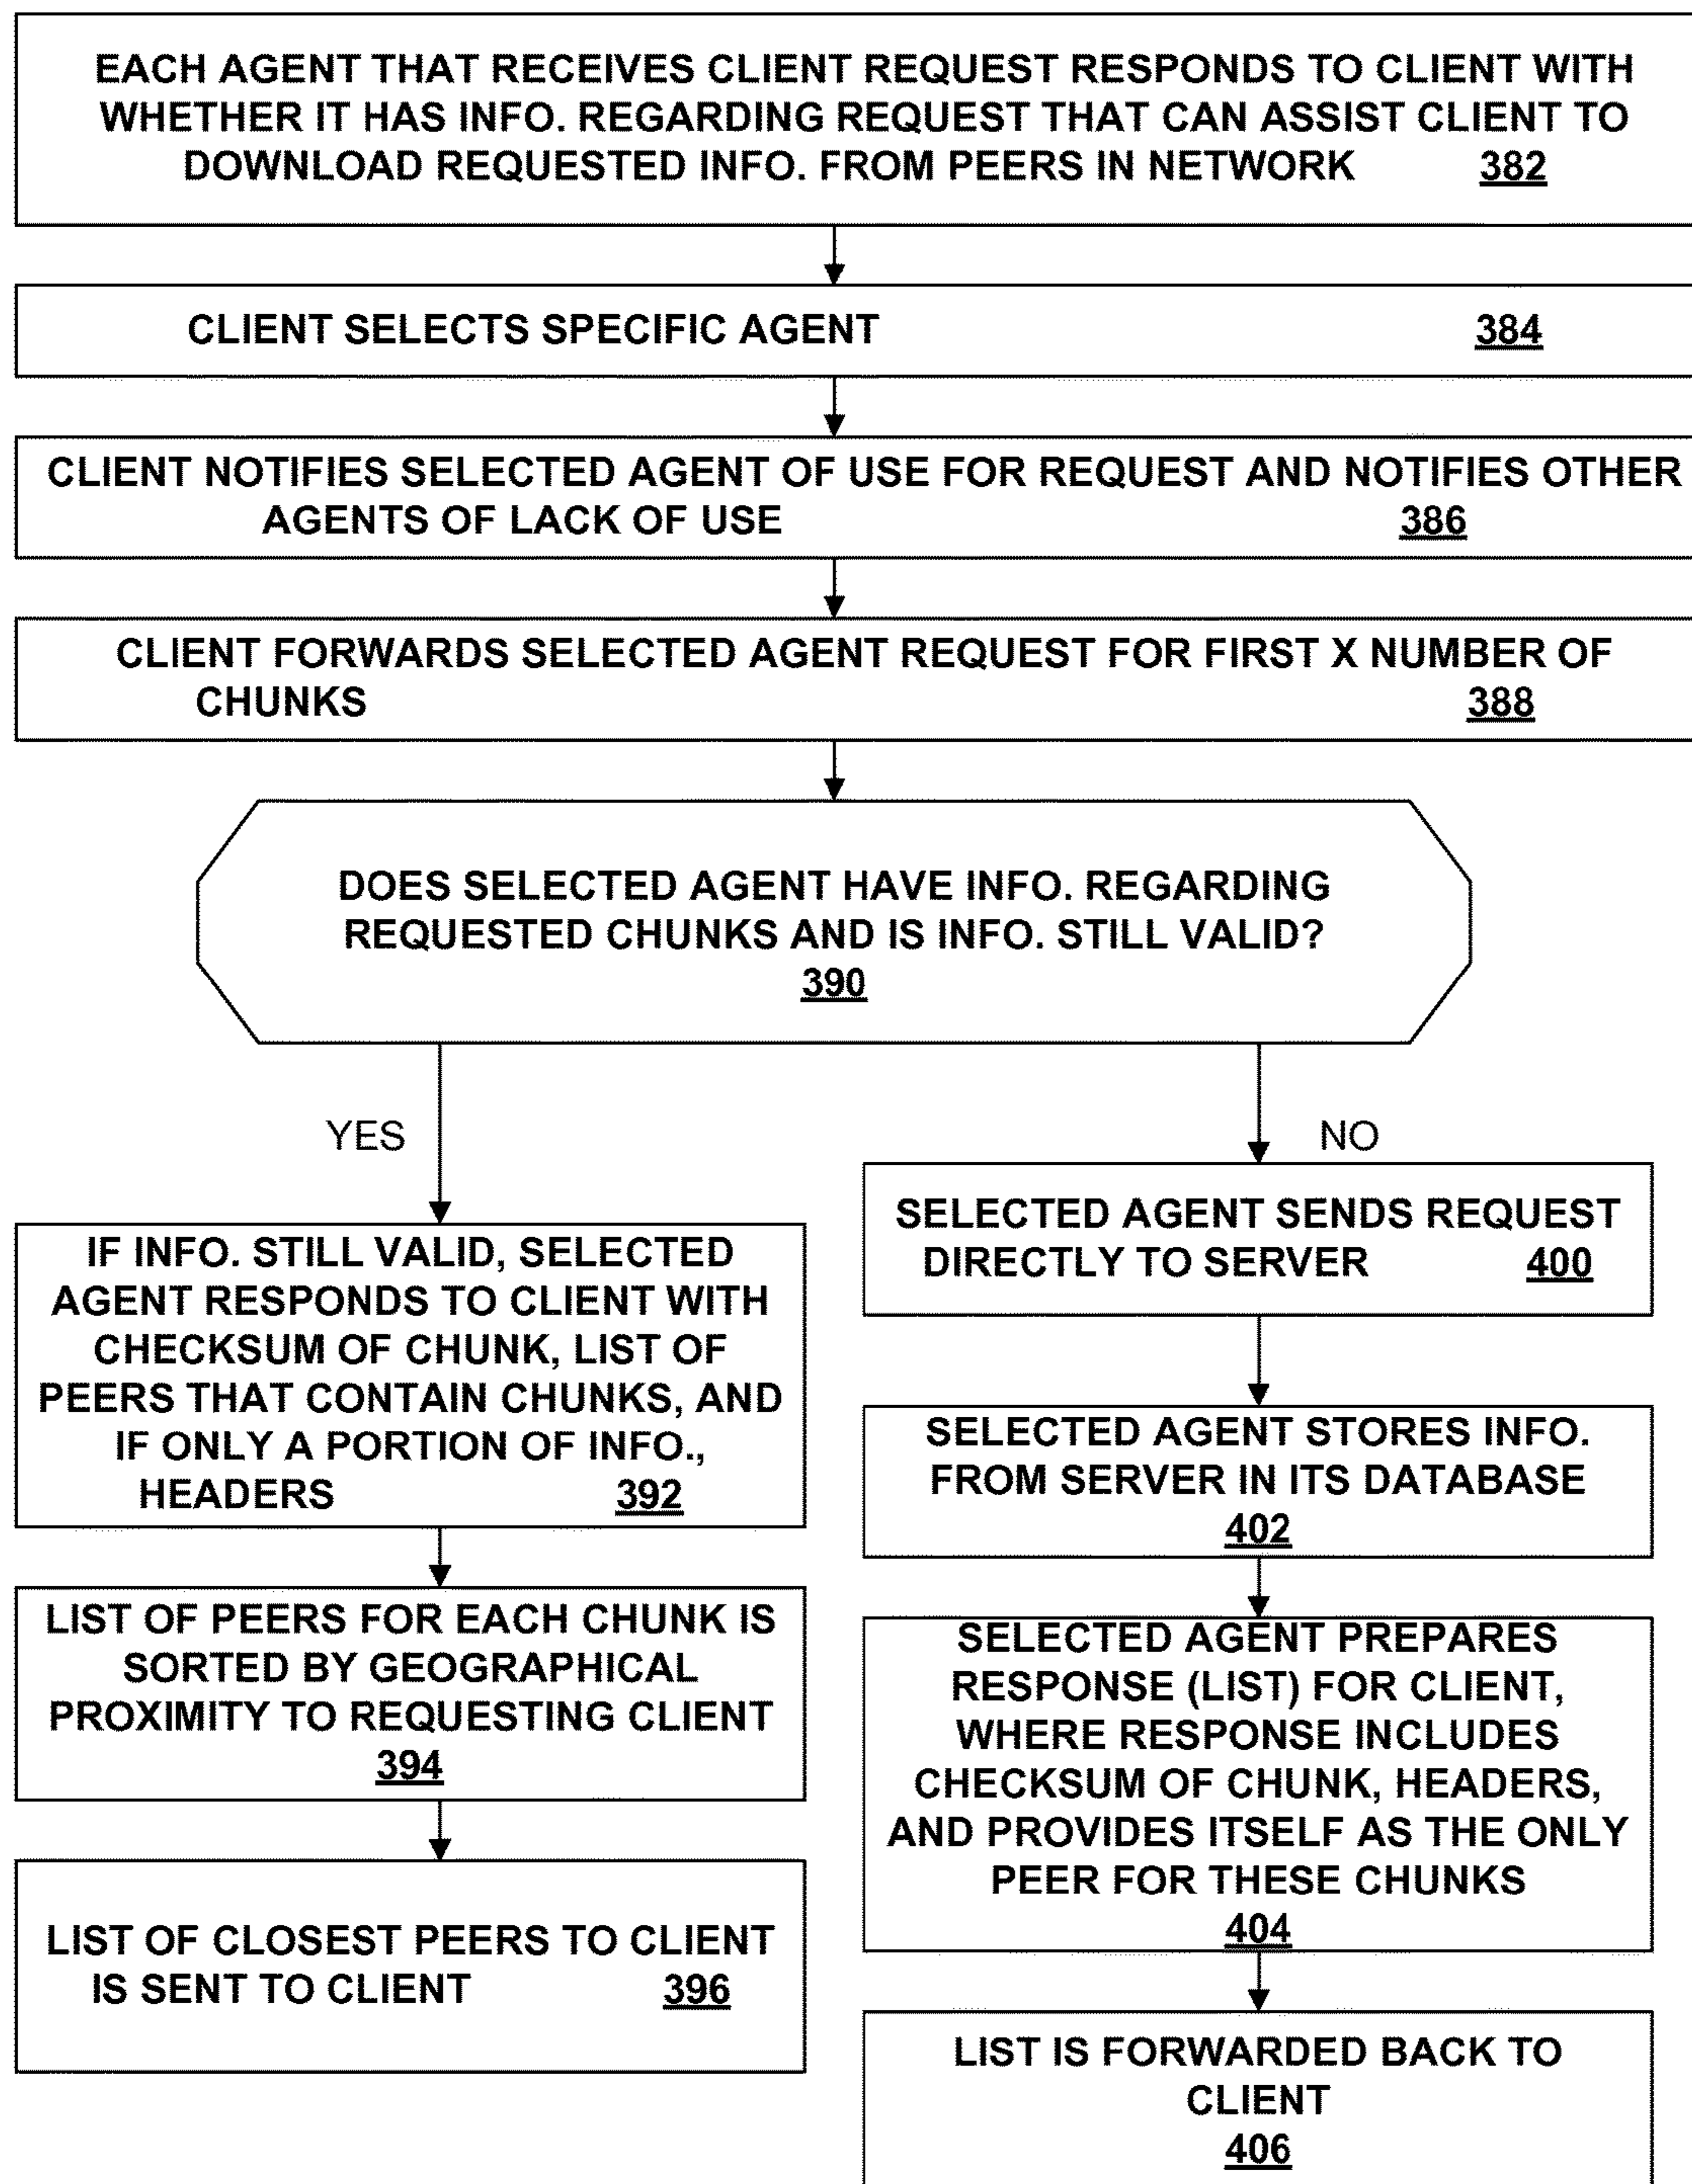 EACH AGENT THAT RECEIVES CLIENT REQUEST RESPONDS TO CLIENT WITH
WHETHER IT HAS INFO. REGARDING REQUEST THAT CAN ASSIST CLIENT TO
DOWNLOAD REQUESTED INFO. FROM PEERS IN NETWORK 382
CLIENT SELECTS SPECIFIC AGENT 384
CLIENT NOTIFIES SELECTED AGENT OF USE FOR REQUEST AND NOTIFIES OTHER
AGENTS OF LACK OF USE 386
CLIENT FORWARDS SELECTED AGENT REQUEST FOR FIRST X NUMBER OF
CHUNKS 388
DOES SELECTED AGENT HAVE INFO. REGARDING
REQUESTED CHUNKS AND IS INFO. STILL VALID?
390
YES
IF INFO. STILL VALID, SELECTED
AGENT RESPONDS TO CLIENT WITH
CHECKSUM OF CHUNK, LIST OF
PEERS THAT CONTAIN CHUNKS, AND
IF ONLY A PORTION OF INFO.,
HEADERS 392
LIST OF PEERS FOR EACH CHUNK IS
SORTED BY GEOGRAPHICAL
PROXIMITY TO REQUESTING CLIENT
394
LIST OF CLOSEST PEERS TO CLIENT
IS SENT TO CLIENT 396
NO
SELECTED AGENT SENDS REQUEST
DIRECTLY TO SERVER 400
SELECTED AGENT STORES INFO.
FROM SERVER IN ITS DATABASE
402
SELECTED AGENT PREPARES
RESPONSE (LIST) FOR CLIENT,
WHERE RESPONSE INCLUDES
CHECKSUM OF CHUNK, HEADERS,
AND PROVIDES ITSELF AS THE ONLY
PEER FOR THESE CHUNKS
404
LIST IS FORWARDED BACK TO
CLIENT
406